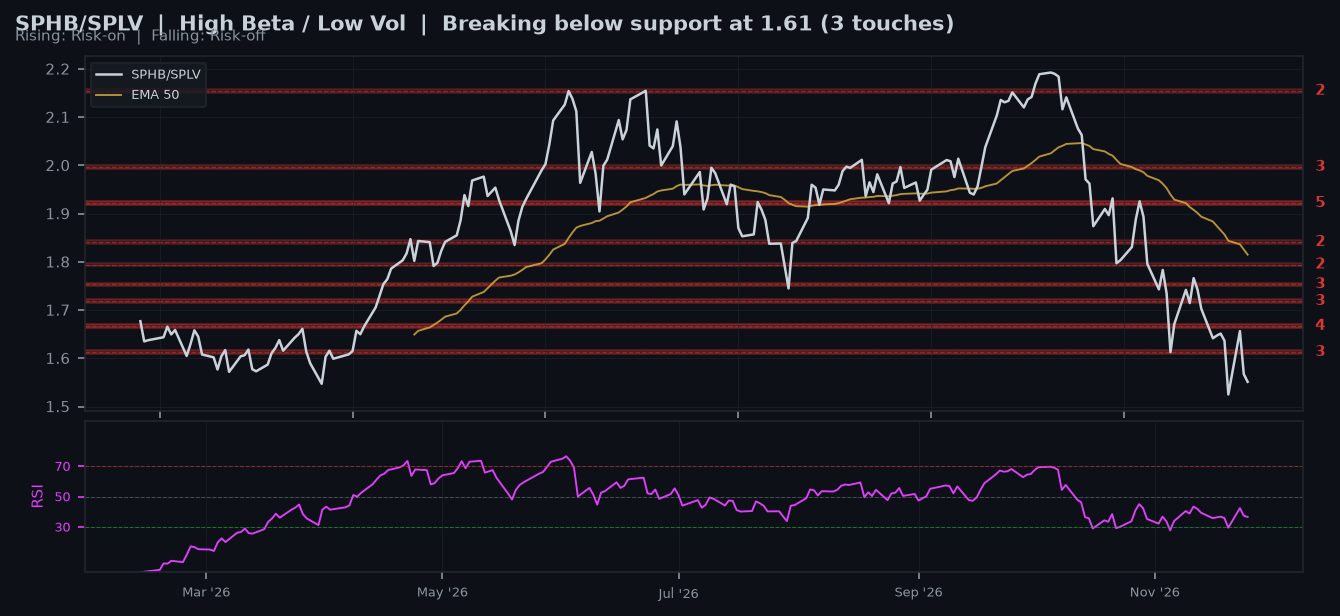 SPHB/SPLV | High Beta / Low Vol | Breaking below support at 1.61 (3 touches)
Rising: Risk-on | Falling: Risk-off
SPHB/SPLV
EMA 50
2.2
2.1
2.0
1.9
1.8
1.7
1.6
1.5
2
3
5
2
2
3
3
4
3
RSI
70
50
30
Mar '26
May '26
Jul '26
Sep '26
Nov '26